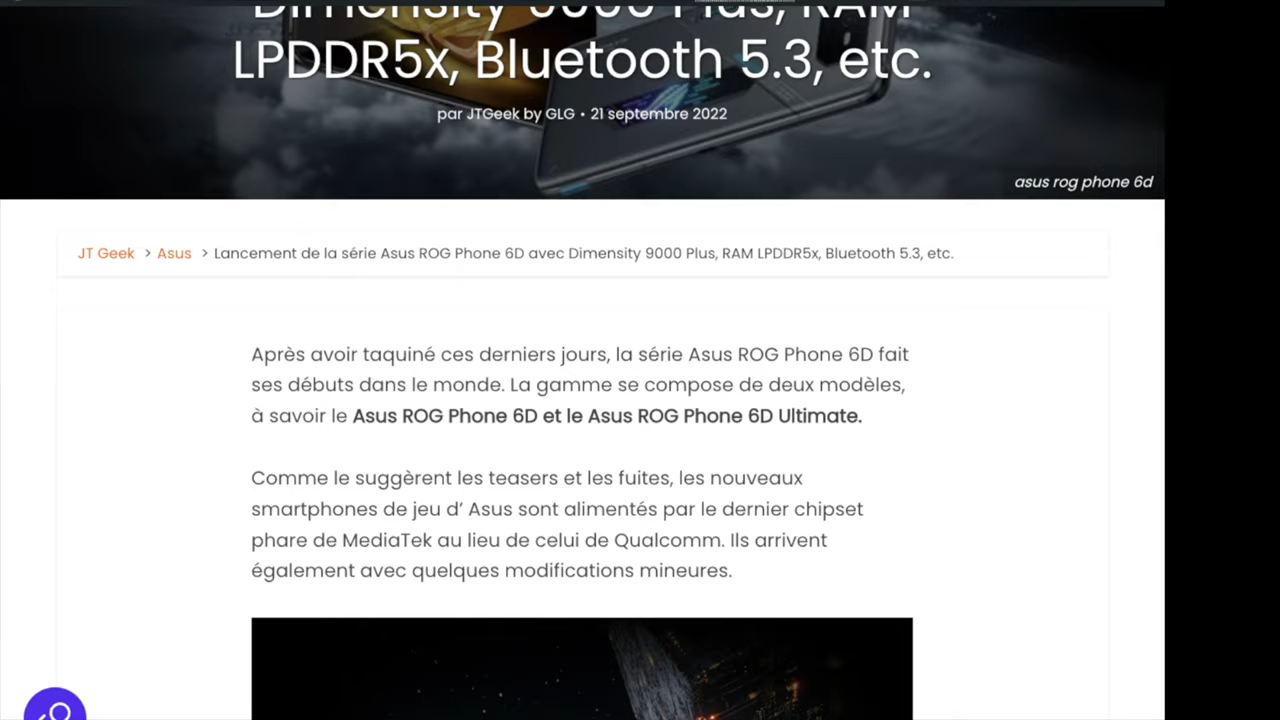 Dimensity 9000 Plus, RAM
LPDDR5x, Bluetooth 5.3, etc.
par JTGeek by GLG • 21 septembre 2022
asus rog phone 6d
JT Geek > Asus > Lancement de la série Asus ROG Phone 6D avec Dimensity 9000 Plus, RAM LPDDR5x, Bluetooth 5.3, etc.
Après avoir taquiné ces derniers jours, la série Asus ROG Phone 6D fait
ses débuts dans le monde. La gamme se compose de deux modèles,
à savoir le Asus ROG Phone 6D et le Asus ROG Phone 6D Ultimate.
Comme le suggèrent les teasers et les fuites, les nouveaux
smartphones de jeu d’ Asus sont alimentés par le dernier chipset
phare de MediaTek au lieu de celui de Qualcomm. Ils arrivent
également avec quelques modifications mineures.